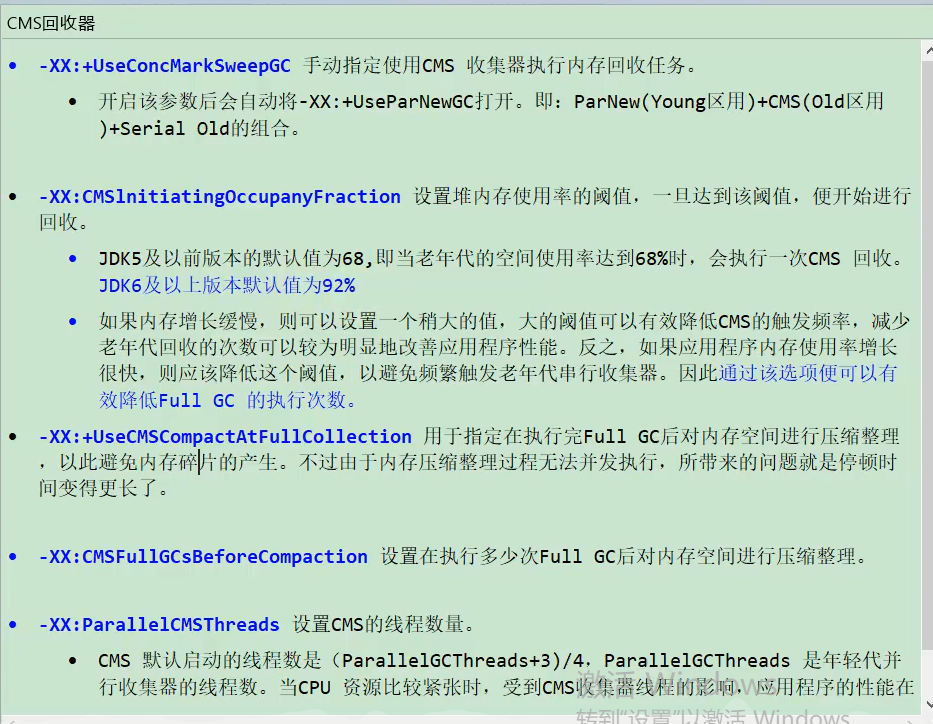 CMS回收器
-XX:+UseConcMarkSweepGC 手动指定使用CMS 收集器执行内存回收任务。
开启该参数后会自动将-XX:+UseParNewGC打开。即：ParNew(Young区用)+CMS(Old区用
)+Serial Old的组合。
-XX:CMSlnitiatingOccupanyFraction 设置堆内存使用率的阈值，一旦达到该阈值，便开始进行
回收。
JDK5及以前版本的默认值为68,即当老年代的空间使用率达到68%时，会执行一次CMS 回收。
JDK6及以上版本默认值为92%
如果内存增长缓慢，则可以设置一个稍大的值，大的阈值可以有效降低CMS的触发频率，减少
老年代回收的次数可以较为明显地改善应用程序性能。反之，如果应用程序内存使用率增长
很快，则应该降低这个阈值，以避免频繁触发老年代串行收集器。因此通过该选项便可以有
效降低Full GC 的执行次数。
-XX:+UseCMSCompactAtFullCollection 用于指定在执行完Full GC后对内存空间进行压缩整理
，以此避免内存碎片的产生。不过由于内存压缩整理过程无法并发执行，所带来的问题就是停顿时
间变得更长了。
-XX:CMSFullGCsBeforeCompaction 设置在执行多少次Full GC后对内存空间进行压缩整理。
-XX:ParallelCMSThreads 设置CMS的线程数量。
CMS 默认启动的线程数是（ParallelGCThreads+3)/4，ParallelGCThreads 是年轻代并
行收集器的线程数。当CPU 资源比较紧张时，受到CMS收集器线程的影响，应用程序的性能在
激活 Windows
转到"设置"以激活 Windows